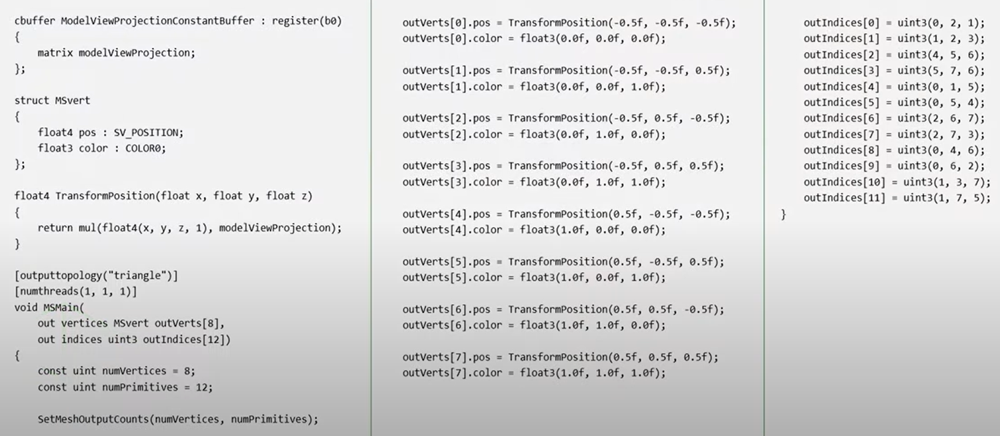 cbuffer ModelViewProjectionConstantBuffer : register(b0)
{
    matrix modelViewProjection;
};

struct MSvert
{
    float4 pos : SV_POSITION;
    float3 color : COLOR0;
};

float4 TransformPosition(float x, float y, float z)
{
    return mul(float4(x, y, z, 1), modelViewProjection);
}

[outputtopology("triangle")]
[numthreads(1, 1, 1)]
void MSMain(
    out vertices MSvert outVerts[8],
    out indices uint3 outIndices[12])
{
    const uint numVertices = 8;
    const uint numPrimitives = 12;

    SetMeshOutputCounts(numVertices, numPrimitives);

    outVerts[0].pos = TransformPosition(-0.5f, -0.5f, -0.5f);
    outVerts[0].color = float3(0.0f, 0.0f, 0.0f);

    outVerts[1].pos = TransformPosition(-0.5f, -0.5f, 0.5f);
    outVerts[1].color = float3(0.0f, 0.0f, 1.0f);

    outVerts[2].pos = TransformPosition(-0.5f, 0.5f, -0.5f);
    outVerts[2].color = float3(0.0f, 1.0f, 0.0f);

    outVerts[3].pos = TransformPosition(-0.5f, 0.5f, 0.5f);
    outVerts[3].color = float3(0.0f, 1.0f, 1.0f);

    outVerts[4].pos = TransformPosition(0.5f, -0.5f, -0.5f);
    outVerts[4].color = float3(1.0f, 0.0f, 0.0f);

    outVerts[5].pos = TransformPosition(0.5f, -0.5f, 0.5f);
    outVerts[5].color = float3(1.0f, 0.0f, 1.0f);

    outVerts[6].pos = TransformPosition(0.5f, 0.5f, -0.5f);
    outVerts[6].color = float3(1.0f, 1.0f, 0.0f);

    outVerts[7].pos = TransformPosition(0.5f, 0.5f, 0.5f);
    outVerts[7].color = float3(1.0f, 1.0f, 1.0f);

    outIndices[0] = uint3(0, 2, 1);
    outIndices[1] = uint3(1, 2, 3);
    outIndices[2] = uint3(4, 5, 6);
    outIndices[3] = uint3(5, 7, 6);
    outIndices[4] = uint3(0, 1, 5);
    outIndices[5] = uint3(0, 5, 4);
    outIndices[6] = uint3(2, 6, 7);
    outIndices[7] = uint3(2, 7, 3);
    outIndices[8] = uint3(0, 4, 6);
    outIndices[9] = uint3(0, 6, 2);
    outIndices[10] = uint3(1, 3, 7);
    outIndices[11] = uint3(1, 7, 5);
}